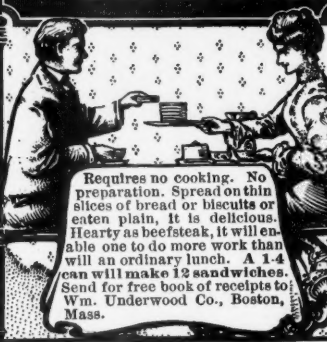 Requires no cooking. No
preparation. Spread on thin
slices of bread or biscuits or
eaten plain, it is delicious.
Hearty as beefsteak, it will en-
able one to do more work than
will an ordinary lunch. A 1-4
can will make 12 sandwiches.
Send for free book of receipts to
Wm. Underwood Co., Boston,
Mass.